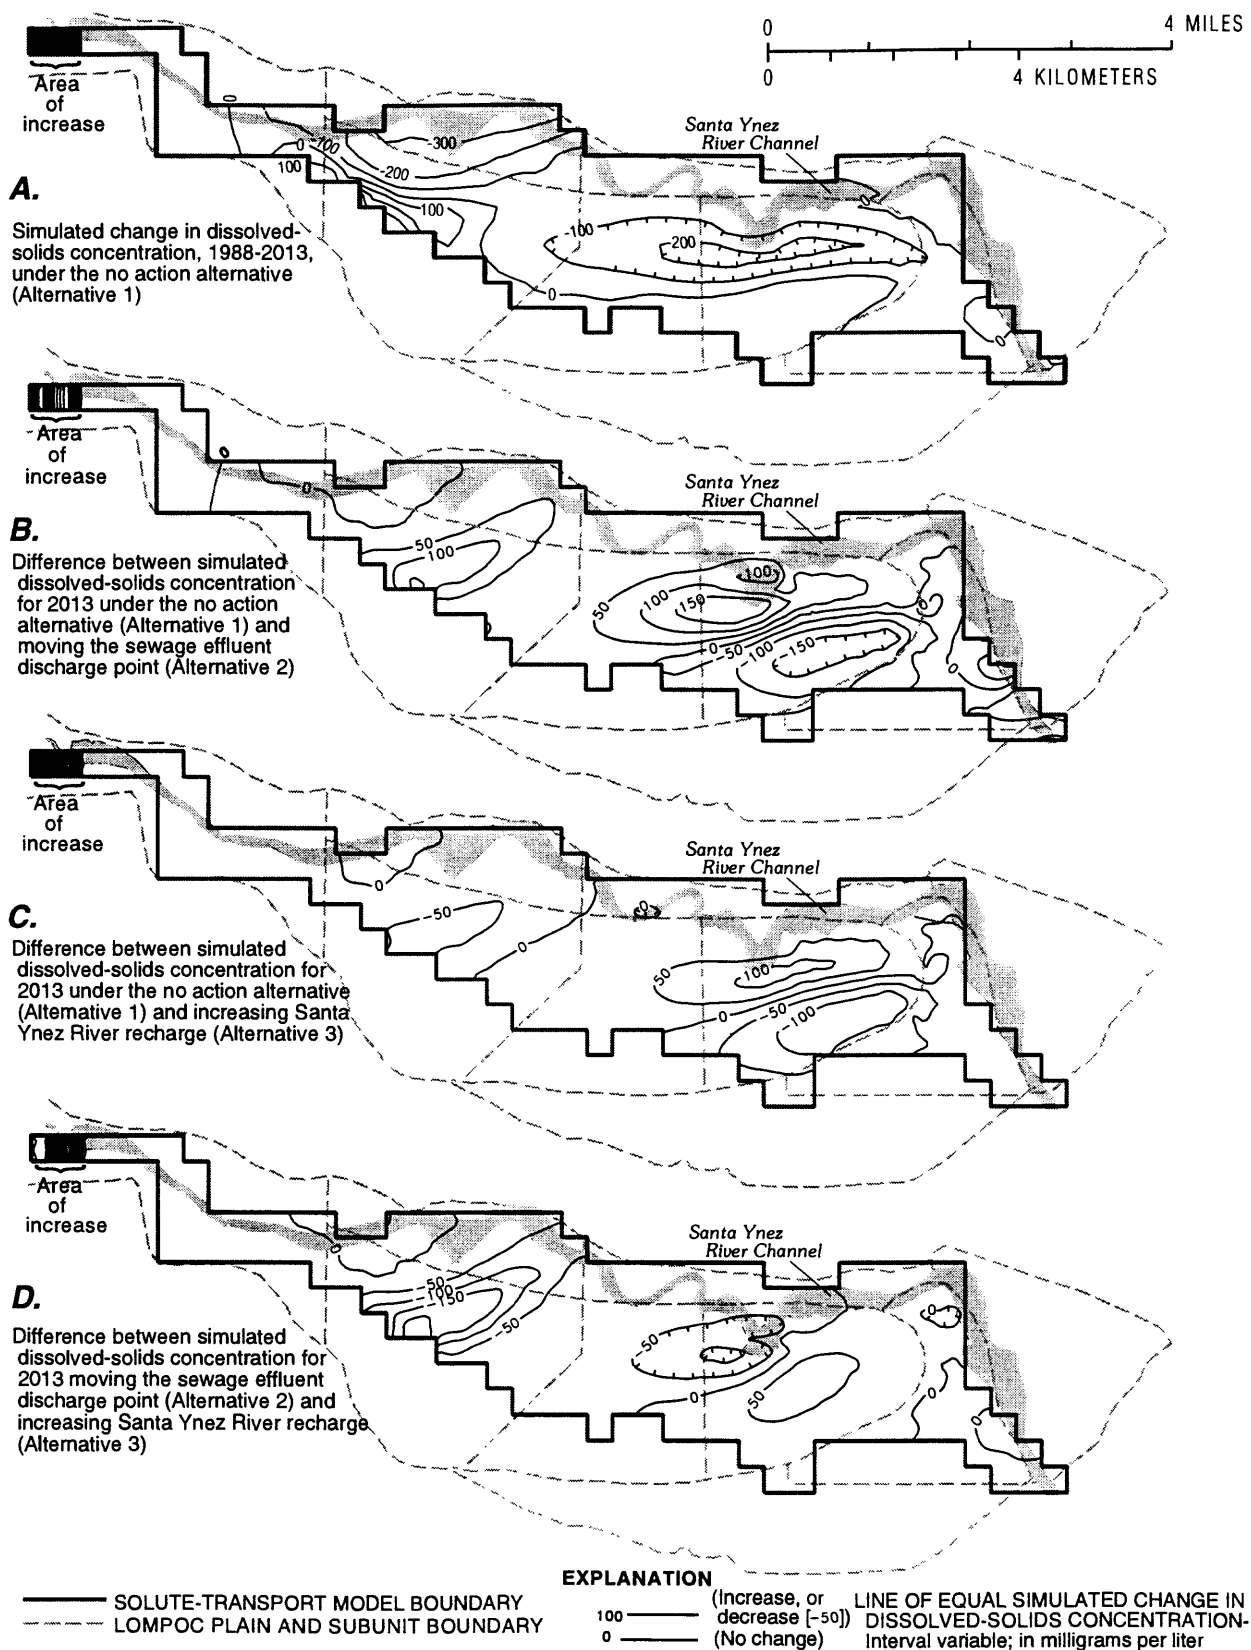 0 4 MILES
0 4 KILOMETERS
Area
of
increase
0
0
-100
100
-300
-200
100
Santa Ynez
River Channel
0
-100
200
0
0
A.
Simulated change in dissolved-
solids concentration, 1988-2013,
under the no action alternative
(Alternative 1)
Area
of
increase
0
0
50
100
Santa Ynez
River Channel
50
100
150
100
0
-50
-100
-150
0
0
B.
Difference between simulated
dissolved-solids concentration
for 2013 under the no action
alternative (Alternative 1) and
moving the sewage effluent
discharge point (Alternative 2)
Area
of
increase
0
-50
0
0
Santa Ynez
River Channel
50
100
0
-50
-100
C.
Difference between simulated
dissolved-solids concentration for
2013 under the no action alternative
(Alternative 1) and increasing Santa
Ynez River recharge (Alternative 3)
Area
of
increase
0
-50
-100
-150
-50
Santa Ynez
River Channel
-50
0
50
0
0
0
D.
Difference between simulated
dissolved-solids concentration for
2013 moving the sewage effluent
discharge point (Alternative 2) and
increasing Santa Ynez River recharge
(Alternative 3)
EXPLANATION
SOLUTE-TRANSPORT MODEL BOUNDARY
LOMPOC PLAIN AND SUBUNIT BOUNDARY
100 (Increase, or
decrease [-50])
0 (No change)
LINE OF EQUAL SIMULATED CHANGE IN
DISSOLVED-SOLIDS CONCENTRATION-
Interval variable; in milligrams per liter